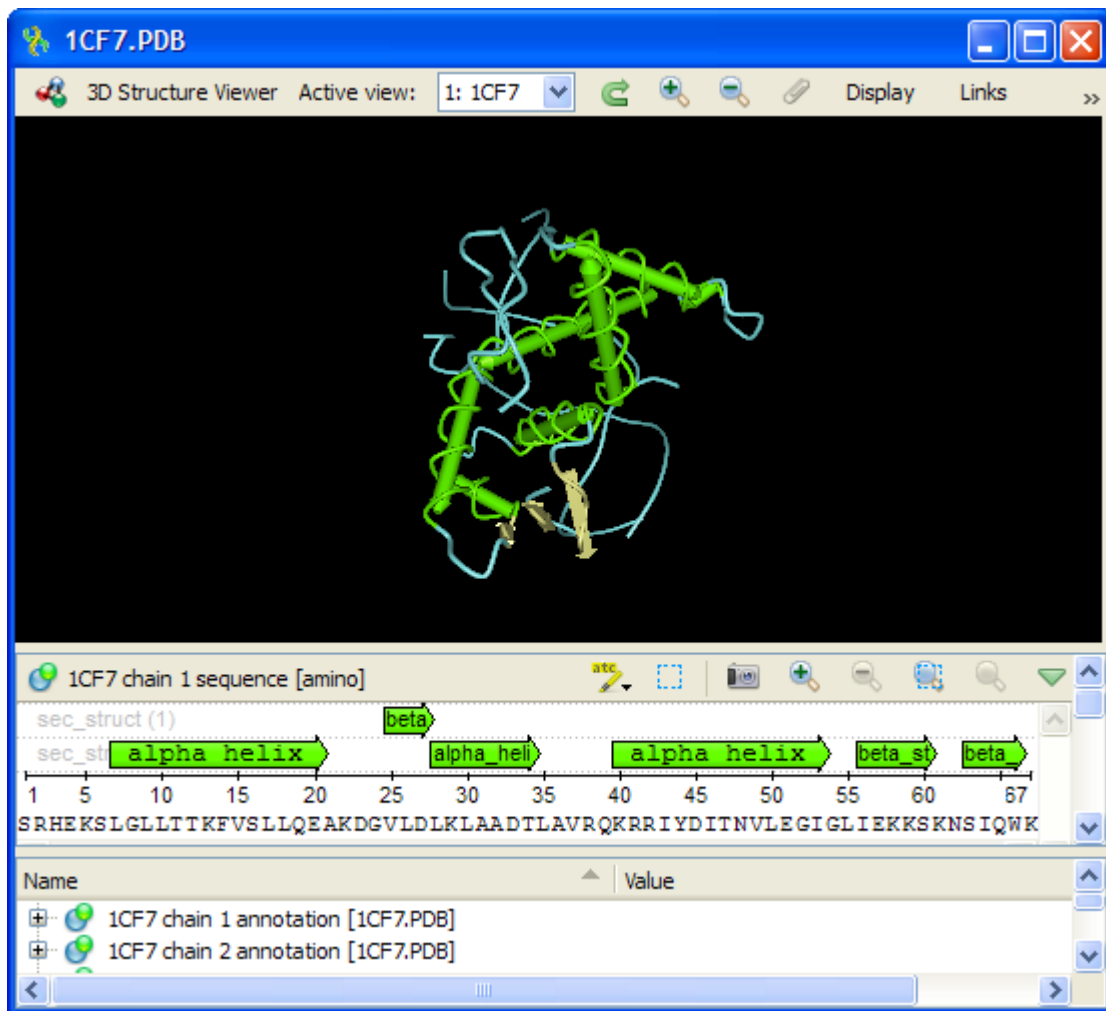 1CF7.PDB
3D Structure Viewer Active view: 1: 1CF7 Display Links »
1CF7 chain 1 sequence [amino] atc
sec_struct (1)
beta
sec_str
alpha helix alpha_heli alpha helix beta_st beta_
1 5 10 15 20 25 30 35 40 45 50 55 60 67
SRHEKSLGLLTTKFVSLLQEAKDGVLDLKLAADTLAVRQKRRIYDITNVLEGIGLIEKKSKNSIQWK
Name Value
1CF7 chain 1 annotation [1CF7.PDB]
1CF7 chain 2 annotation [1CF7.PDB]